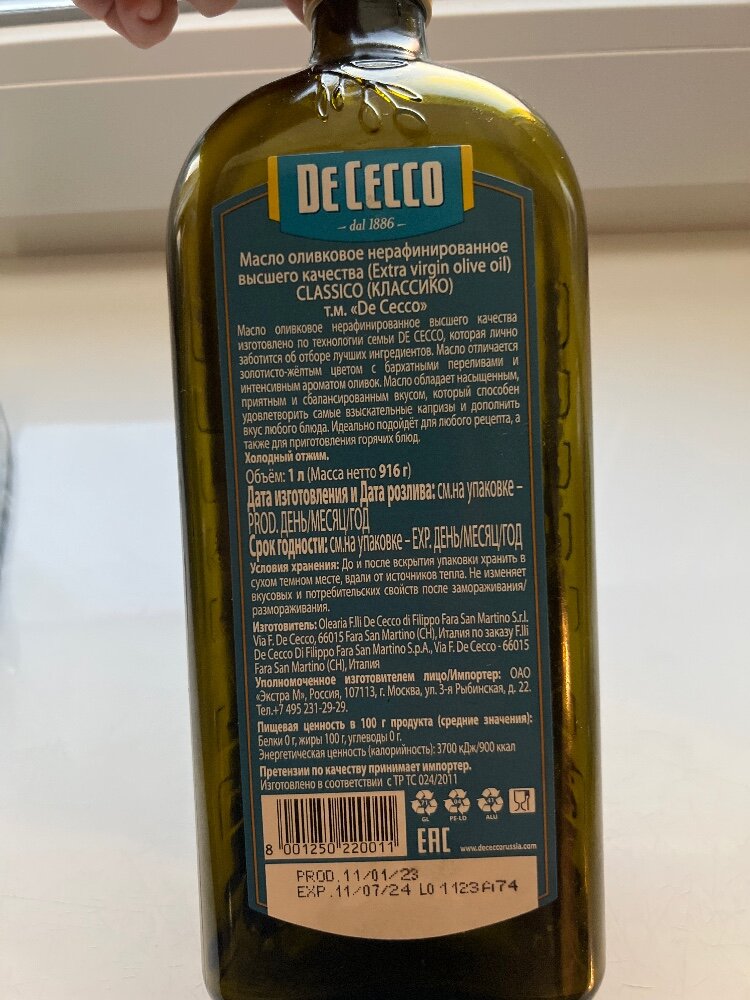 DE CECCO
– dal 1886 –
Масло оливковое нерафинированное
высшего качества (Extra virgin olive oil)
CLASSICO (КЛАССИКО)
т.м. «De Cecco»
Масло оливковое нерафинированное высшего качества
изготовлено по технологии семьи DE CECCO, которая лично
заботится об отборе лучших ингредиентов. Масло отличается
золотисто-жёлтым цветом с бархатными переливами и
интенсивным ароматом оливок. Масло обладает насыщенным,
приятным и сбалансированным вкусом, который способен
удовлетворить самые взыскательные капризы и дополнить
вкус любого блюда. Идеально подойдёт для любого рецепта, а
также для приготовления горячих блюд.
Холодный отжим.
Объём: 1 л (Масса нетто 916 г)
Дата изготовления и Дата розлива: см.на упаковке –
PROD. ДЕНЬ/МЕСЯЦ/ГОД
Срок годности: см.на упаковке – EXP. ДЕНЬ/МЕСЯЦ/ГОД
Условия хранения: До и после вскрытия упаковки хранить в
сухом темном месте, вдали от источников тепла. Не изменяет
вкусовых и потребительских свойств после замораживания/
размораживания.
Изготовитель: Olearia F.lli De Cecco di Filippo Fara San Martino S.r.l.
Via F. De Cecco, 66015 Fara San Martino (CH), Италия по заказу F.lli
De Cecco Di Filippo Fara San Martino S.p.A., Via F. De Cecco - 66015
Fara San Martino (CH), Италия
Уполномоченное изготовителем лицо/Импортер: ОАО
«Экстра М», Россия, 107113, г. Москва, ул. 3-я Рыбинская, д. 22.
Тел.+7 495 231-29-29.
Пищевая ценность в 100 г продукта (средние значения):
Белки 0 г, жиры 100 г, углеводы 0 г.
Энергетическая ценность (калорийность): 3700 кДж/900 ккал
Претензии по качеству принимает импортер.
Изготовлено в соответствии с ТР ТС 024/2011
GL PE-LD ALU
8 001250 220011
EAC www.dececcorussia.com
PROD.11/01/23
EXP.11/07/24 LO 1123A174